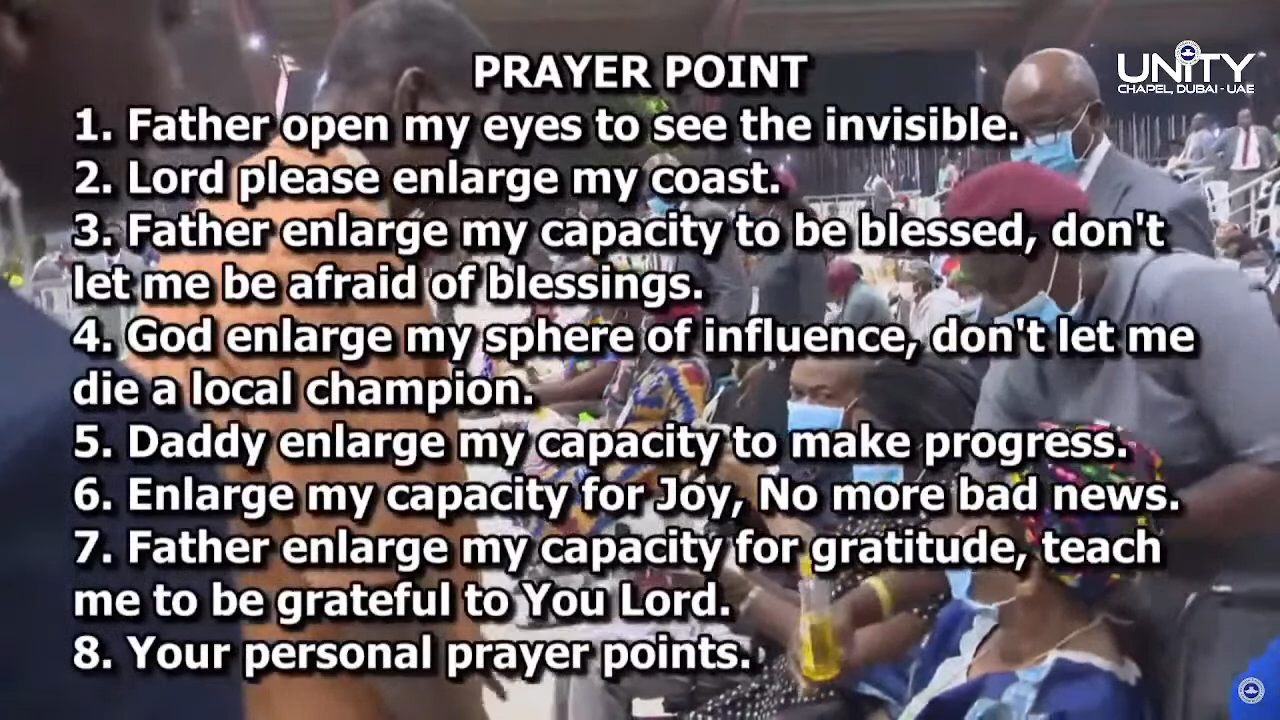 UNITY
CHAPEL, DUBAI - UAE
PRAYER POINT
1. Father open my eyes to see the invisible.
2. Lord please enlarge my coast.
3. Father enlarge my capacity to be blessed, don't
let me be afraid of blessings.
4. God enlarge my sphere of influence, don't let me
die a local champion.
5. Daddy enlarge my capacity to make progress.
6. Enlarge my capacity for Joy, No more bad news.
7. Father enlarge my capacity for gratitude, teach
me to be grateful to You Lord.
8. Your personal prayer points.